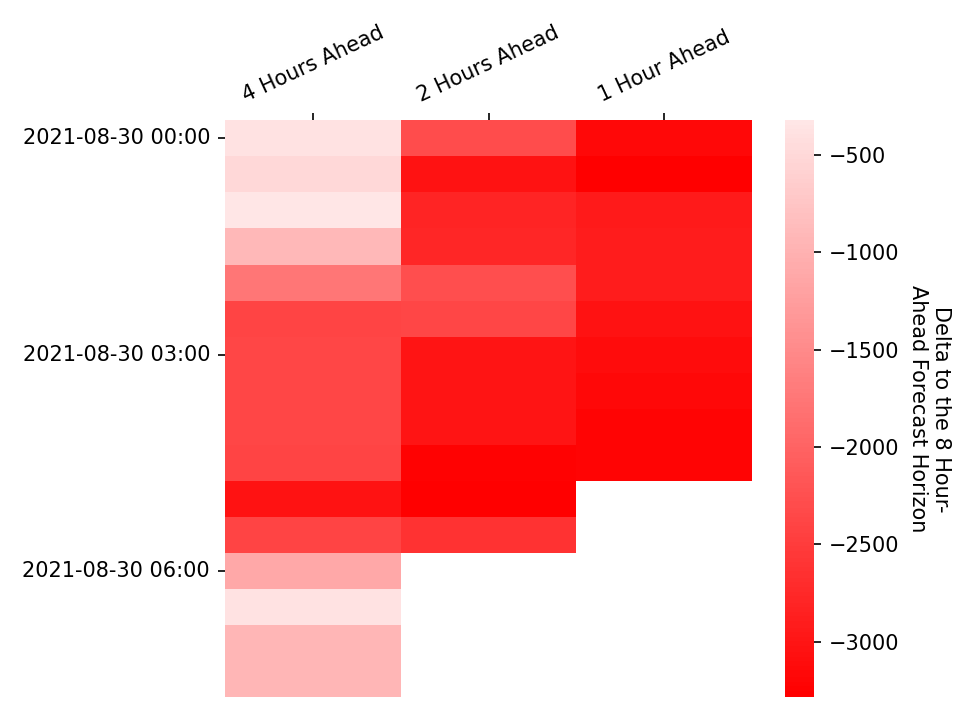 4 Hours Ahead
2 Hours Ahead
1 Hour Ahead
2021-08-30 00:00
2021-08-30 03:00
2021-08-30 06:00
−500
−1000
−1500
−2000
−2500
−3000
Delta to the 8 Hour-
Ahead Forecast Horizon